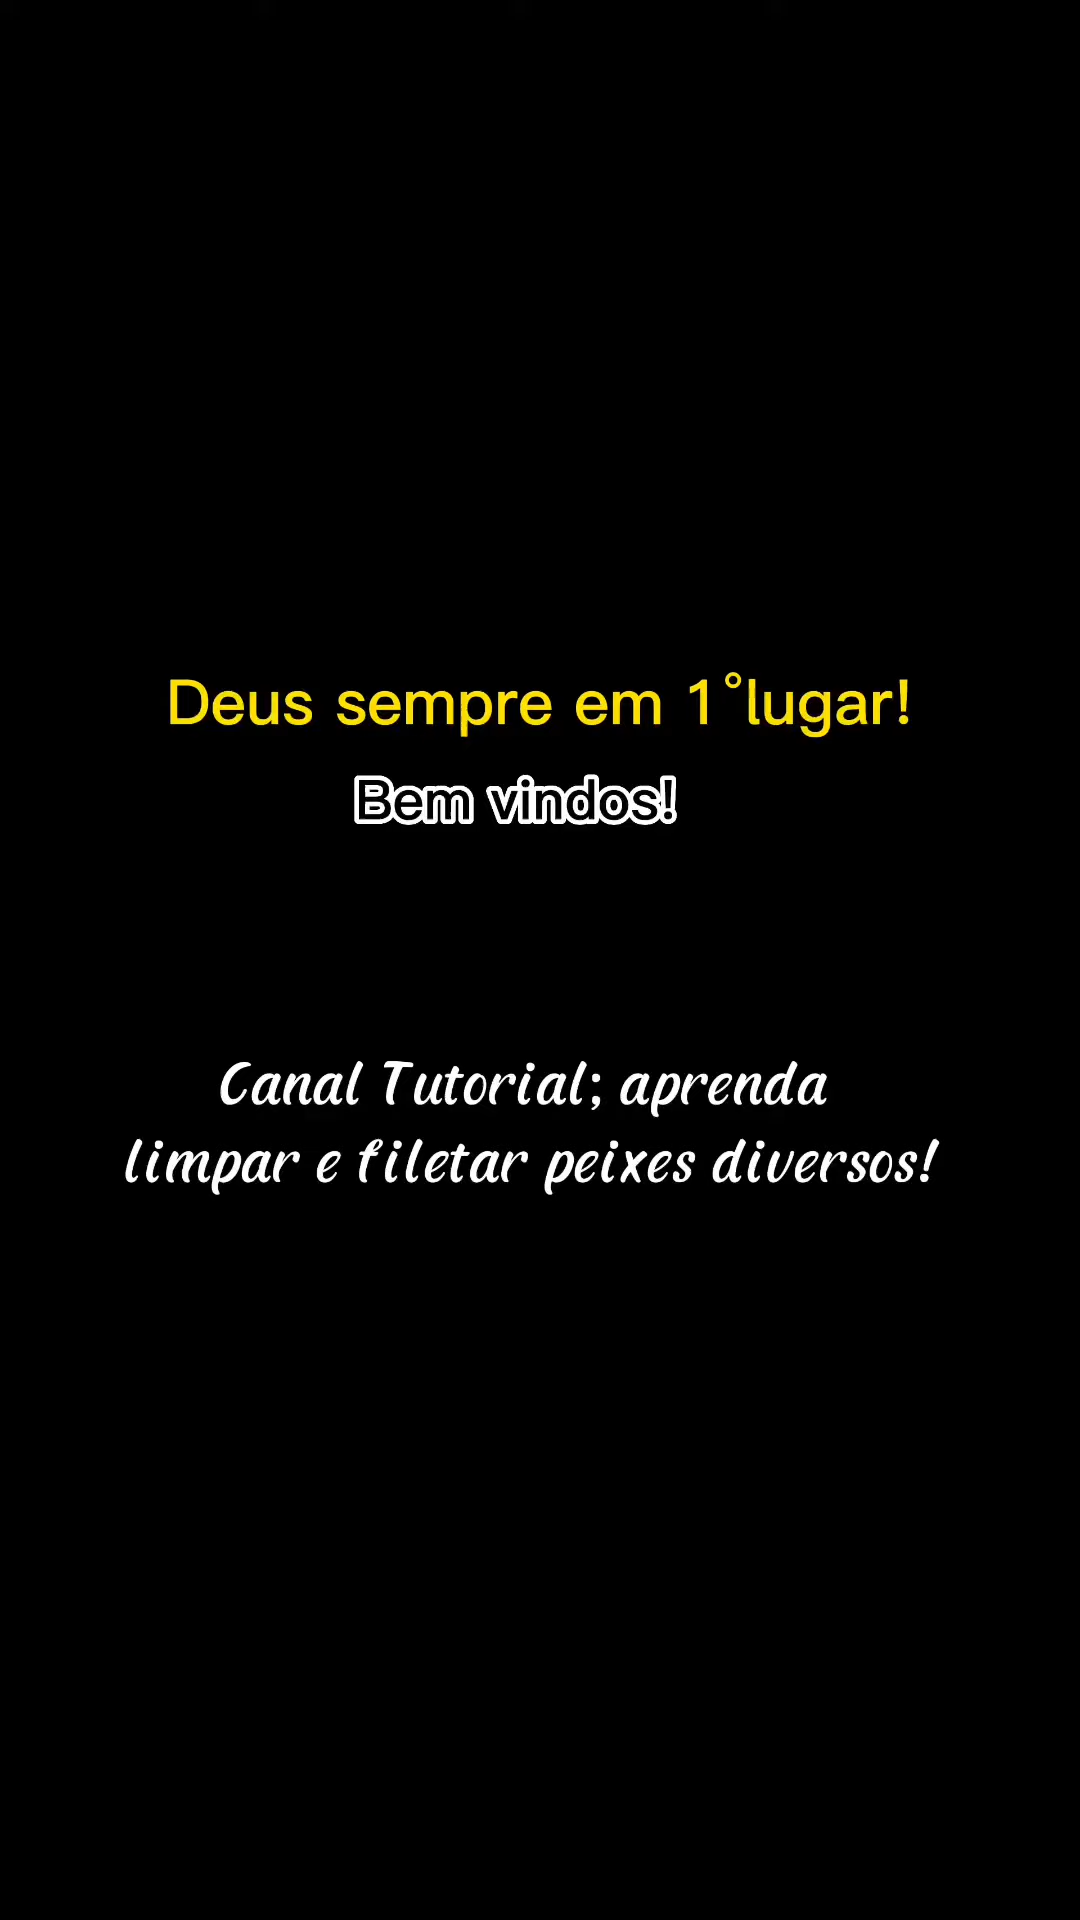 Deus sempre em 1°lugar!
Bem vindos!
Canal Tutorial; aprenda
limpar e filetar peixes diversos!